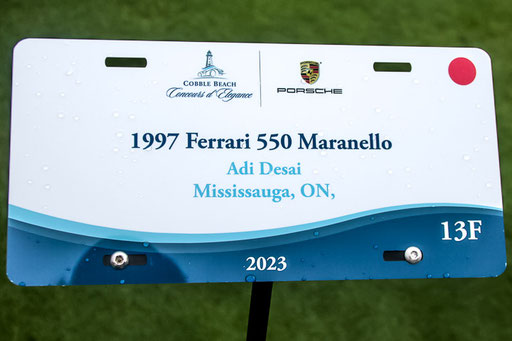 COBBLE BEACH
Concours d'Elegance
PORSCHE
1997 Ferrari 550 Maranello
Adi Desai
Mississauga, ON,
13F
2023